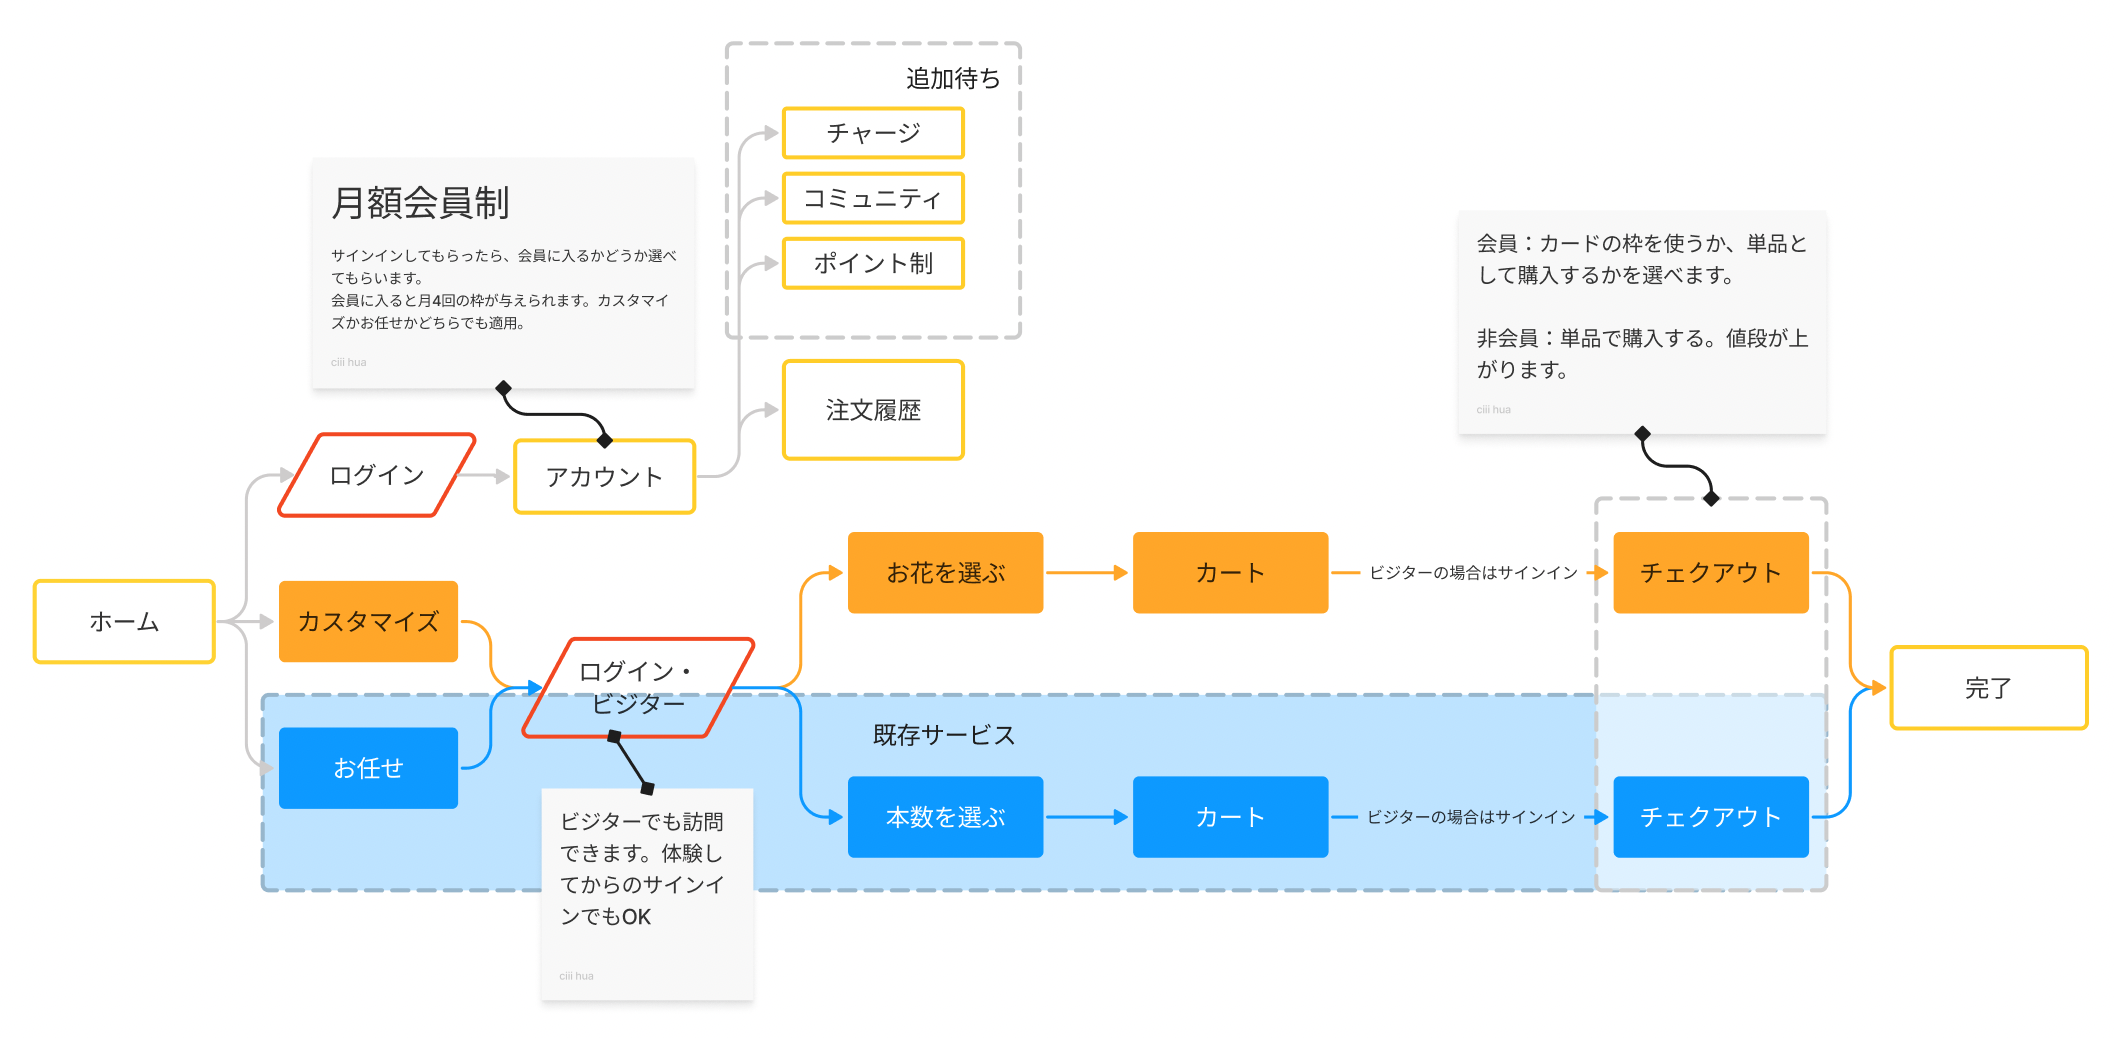 追加待ち
チャージ
コミュニティ
ポイント制
月額会員制
サインインしてもらったら、会員に入るかどうか選べ
てもらいます。
会員に入ると月4回の枠が与えられます。カスタマイ
ズかお任せかどちらでも適用。
ciii hua
会員：カードの枠を使うか、単品と
して購入するかを選べます。
非会員：単品で購入する。値段が上
がります。
ciii hua
注文履歴
ログイン
アカウント
ホーム
カスタマイズ
お花を選ぶ
カート
ビジターの場合はサインイン
チェクアウト
ログイン・
ビジター
完了
既存サービス
お任せ
本数を選ぶ
カート
ビジターの場合はサインイン
チェクアウト
ビジターでも訪問
できます。体験し
てからのサインイ
ンでもOK
ciii hua